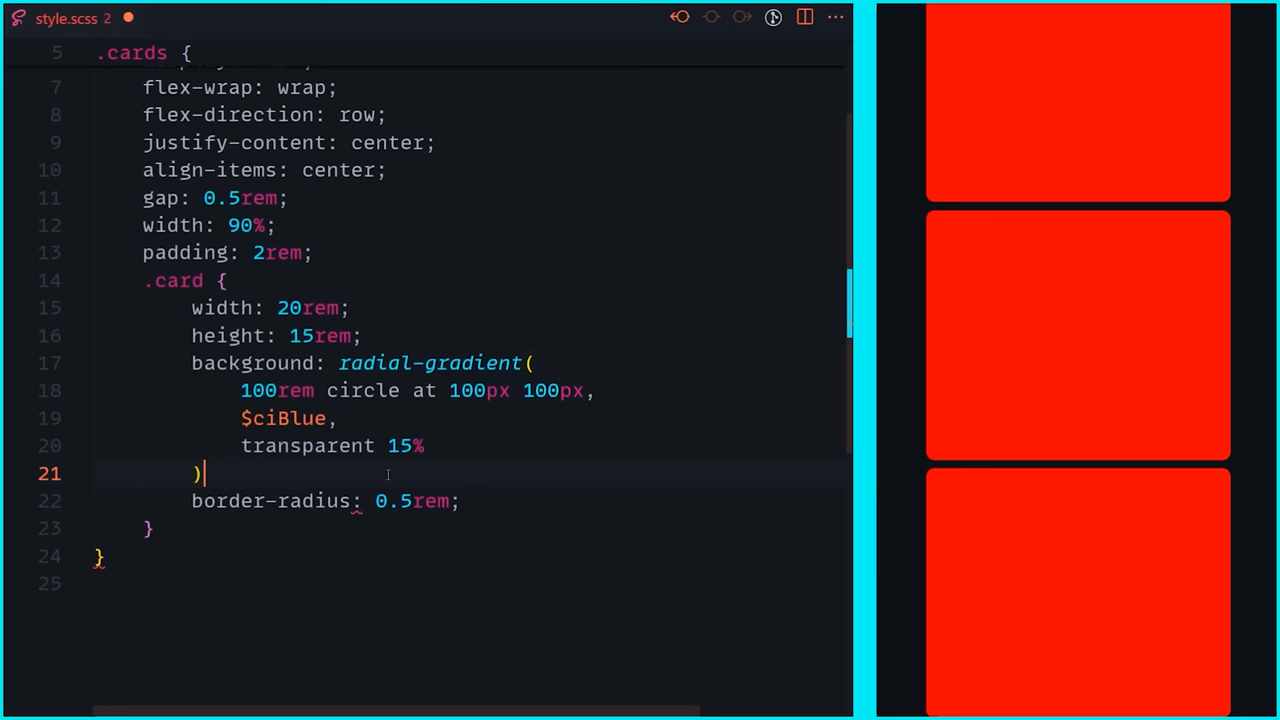 style.scss 2
5 .cards {
7 flex-wrap: wrap;
8 flex-direction: row;
9 justify-content: center;
10 align-items: center;
11 gap: 0.5rem;
12 width: 90%;
13 padding: 2rem;
14 .card {
15 width: 20rem;
16 height: 15rem;
17 background: radial-gradient(
18 100rem circle at 100px 100px,
19 $ciBlue,
20 transparent 15%
21 )
22 border-radius: 0.5rem;
23 }
24 }
25